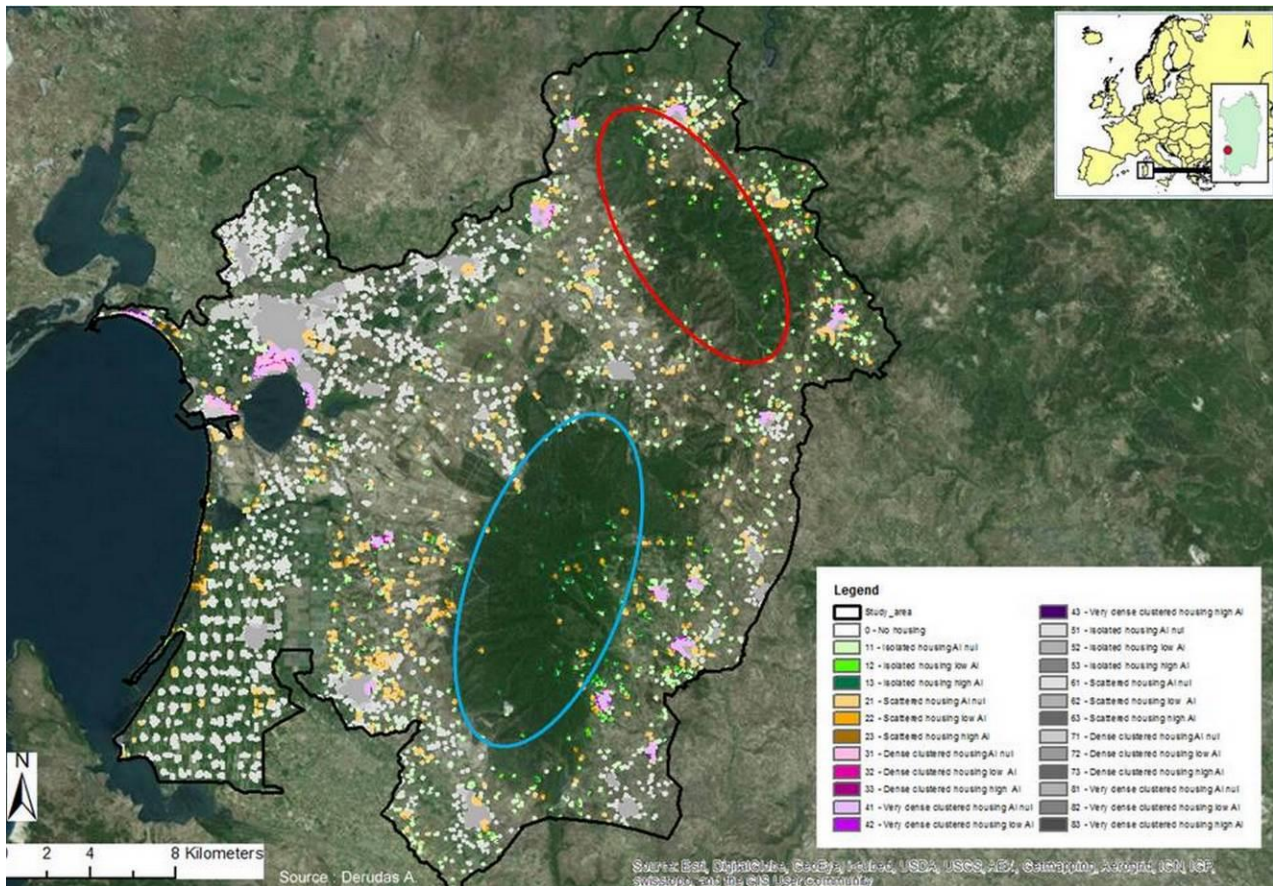 N
Legend
Study_area
0 - No housing
11 - Isolated housing AI nul
12 - Isolated housing low AI
13 - Isolated housing high AI
21 - Scattered housing AI nul
22 - Scattered housing low AI
23 - Scattered housing high AI
31 - Dense clustered housing AI nul
32 - Dense clustered housing low AI
33 - Dense clustered housing high AI
41 - Very dense clustered housing AI nul
42 - Very dense clustered housing low AI
43 - Very dense clustered housing high AI
51 - Isolated housing AI nul
52 - Isolated housing low AI
53 - Isolated housing high AI
61 - Scattered housing AI nul
62 - Scattered housing low AI
63 - Scattered housing high AI
71 - Dense clustered housing AI nul
72 - Dense clustered housing low AI
73 - Dense clustered housing high AI
81 - Very dense clustered housing AI nul
82 - Very dense clustered housing low AI
83 - Very dense clustered housing high AI
N
0 2 4 8 Kilometers
Source : Derudas A.
Source: Esri, DigitalGlobe, GeoEye, i-cubed, USDA, USGS, AEX, Getmapping, Aerogrid, IGN, IGP,
swisstopo, and the GIS User Community